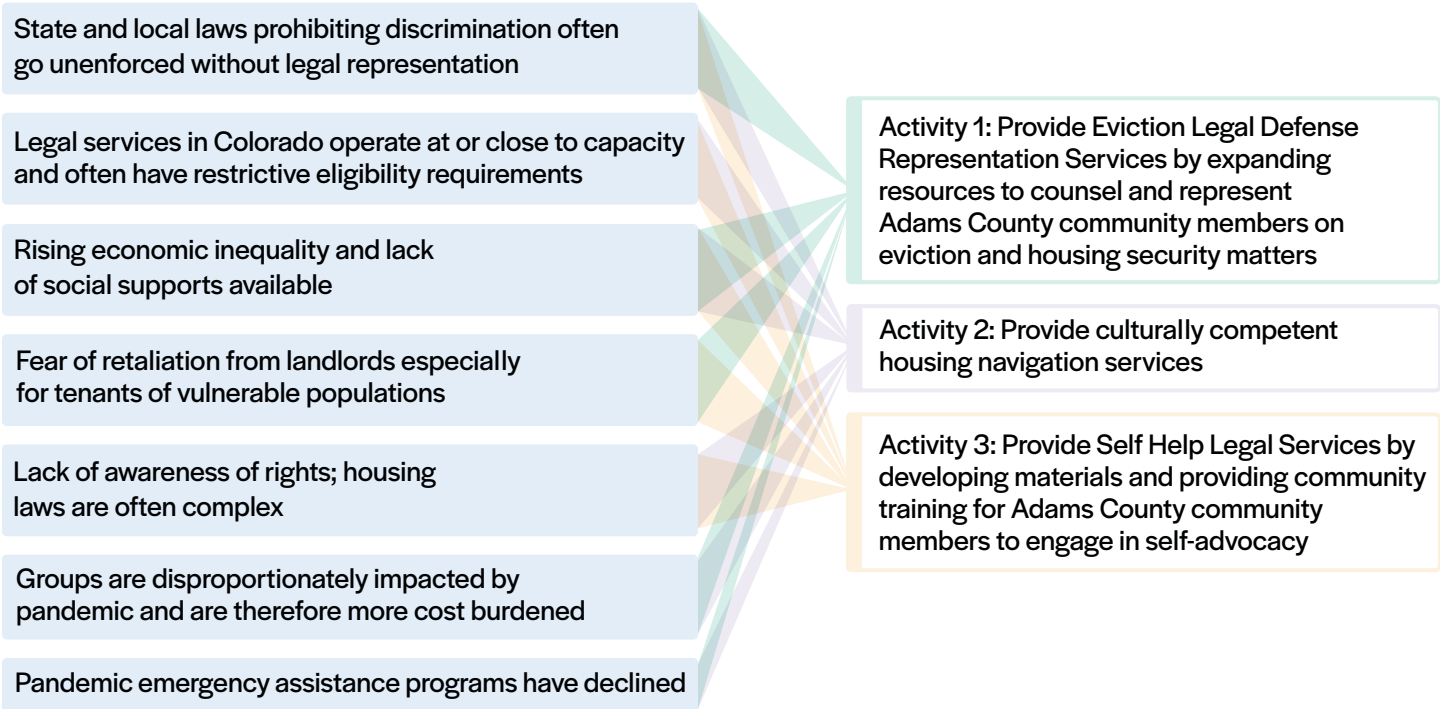 State and local laws prohibiting discrimination often
go unenforced without legal representation
Legal services in Colorado operate at or close to capacity
and often have restrictive eligibility requirements
Rising economic inequality and lack
of social supports available
Fear of retaliation from landlords especially
for tenants of vulnerable populations
Lack of awareness of rights; housing
laws are often complex
Groups are disproportionately impacted by
pandemic and are therefore more cost burdened
Pandemic emergency assistance programs have declined
Activity 1: Provide Eviction Legal Defense
Representation Services by expanding
resources to counsel and represent
Adams County community members on
eviction and housing security matters
Activity 2: Provide culturally competent
housing navigation services
Activity 3: Provide Self Help Legal Services by
developing materials and providing community
training for Adams County community
members to engage in self-advocacy